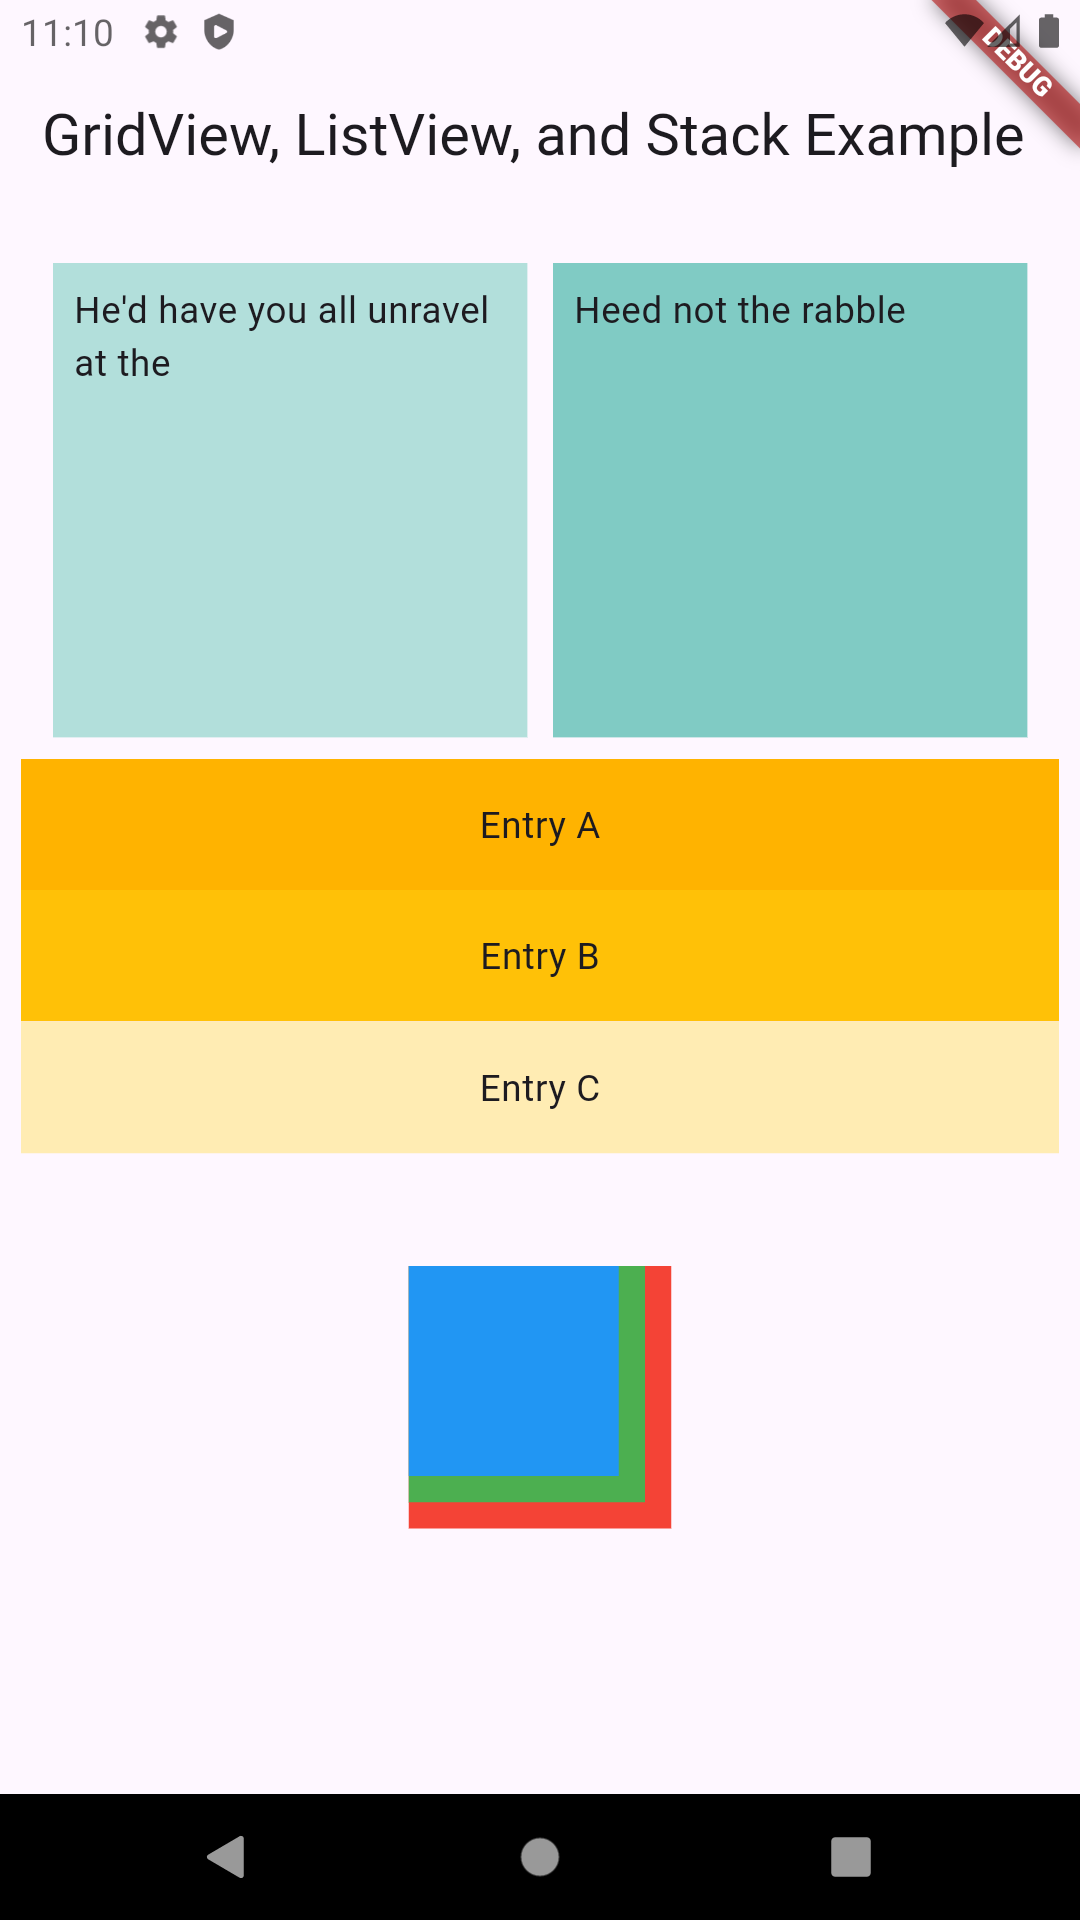 11:10
DEBUG
GridView, ListView, and Stack Example
He'd have you all unravel
at the
Heed not the rabble
Entry A
Entry B
Entry C